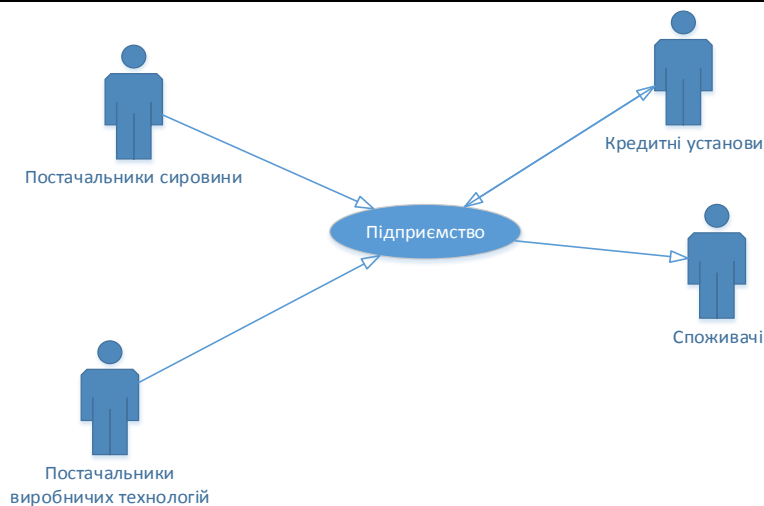 Кредитні установи
Постачальники сировини
Підприємство
Споживачі
Постачальники
виробничих технологій